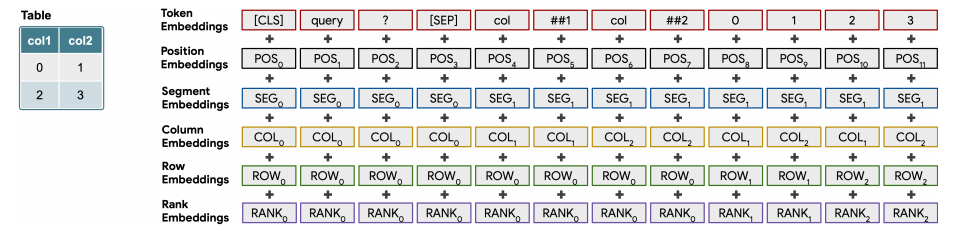 Table
col1 col2
0 1
2 3
Token Embeddings [CLS] query ? [SEP] col ##1 col ##2 0 1 2 3
+ + + + + + + + + + + +
Position Embeddings POS₀ POS₁ POS₂ POS₃ POS₄ POS₅ POS₆ POS₇ POS₈ POS₉ POS₁₀ POS₁₁
+ + + + + + + + + + + +
Segment Embeddings SEG₀ SEG₀ SEG₀ SEG₀ SEG₁ SEG₁ SEG₁ SEG₁ SEG₁ SEG₁ SEG₁ SEG₁
+ + + + + + + + + + + +
Column Embeddings COL₀ COL₀ COL₀ COL₀ COL₁ COL₁ COL₂ COL₂ COL₁ COL₂ COL₁ COL₂
+ + + + + + + + + + + +
Row Embeddings ROW₀ ROW₀ ROW₀ ROW₀ ROW₀ ROW₀ ROW₀ ROW₀ ROW₁ ROW₁ ROW₂ ROW₂
+ + + + + + + + + + + +
Rank Embeddings RANK₀ RANK₀ RANK₀ RANK₀ RANK₀ RANK₀ RANK₀ RANK₀ RANK₁ RANK₁ RANK₂ RANK₂